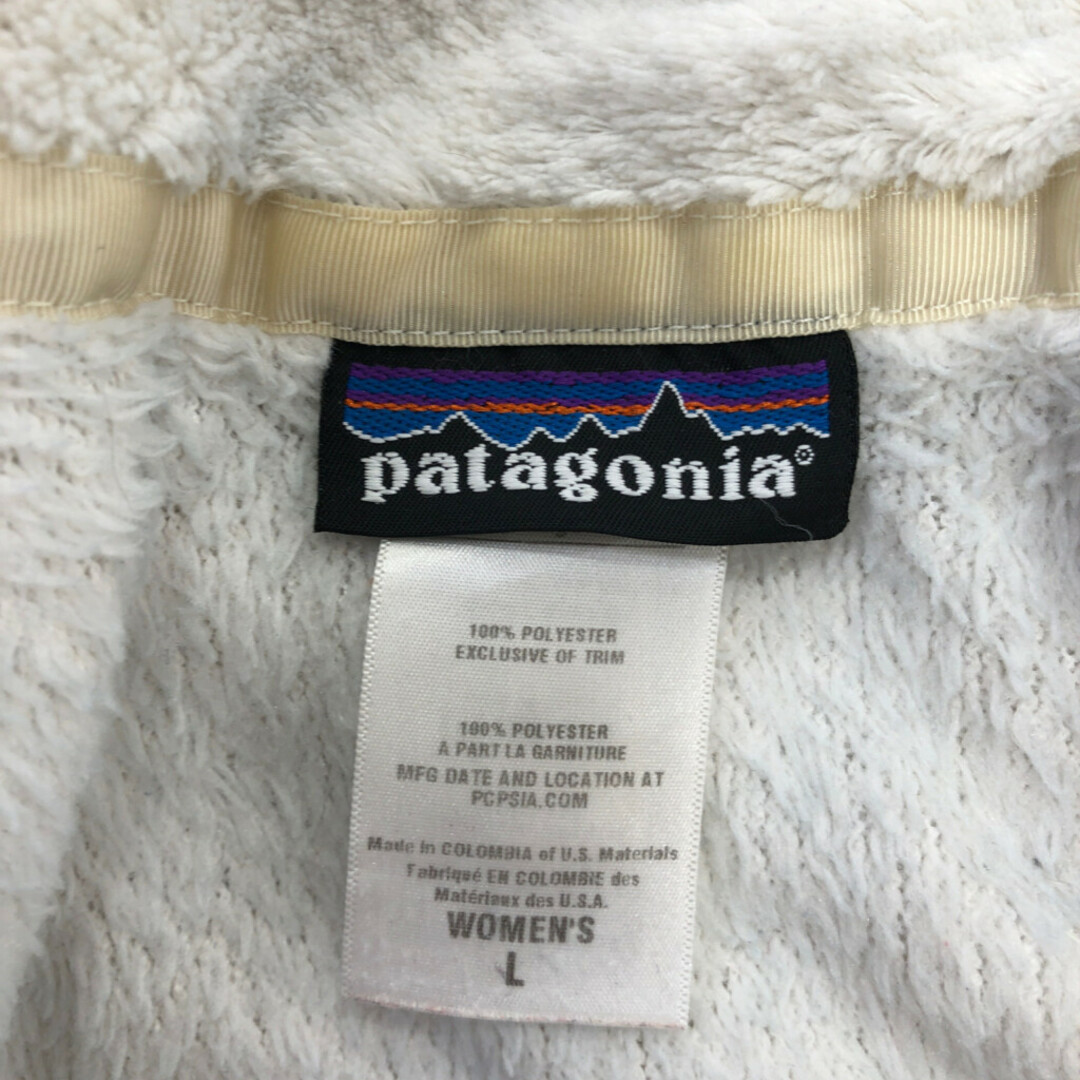 patagonia®
100% POLYESTER
EXCLUSIVE OF TRIM
100% POLYESTER
A PART LA GARNITURE
MFG DATE AND LOCATION AT
PCPSIA.COM
Made in COLOMBIA of U.S. Materials
Fabriqué EN COLOMBIE des
Matériaux des U.S.A.
WOMEN'S
L